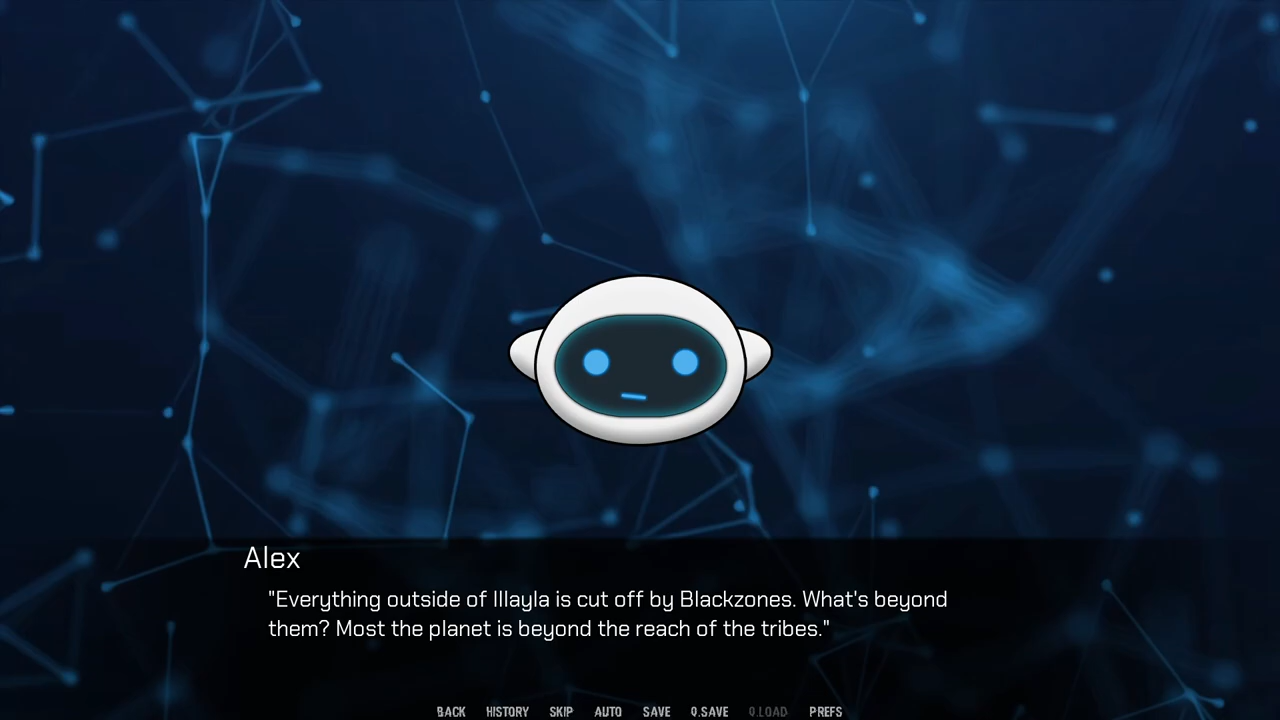 Alex
"Everything outside of Illayla is cut off by Blackzones. What's beyond
them? Most the planet is beyond the reach of the tribes."
BACK HISTORY SKIP AUTO SAVE Q.SAVE Q.LOAD PREFS